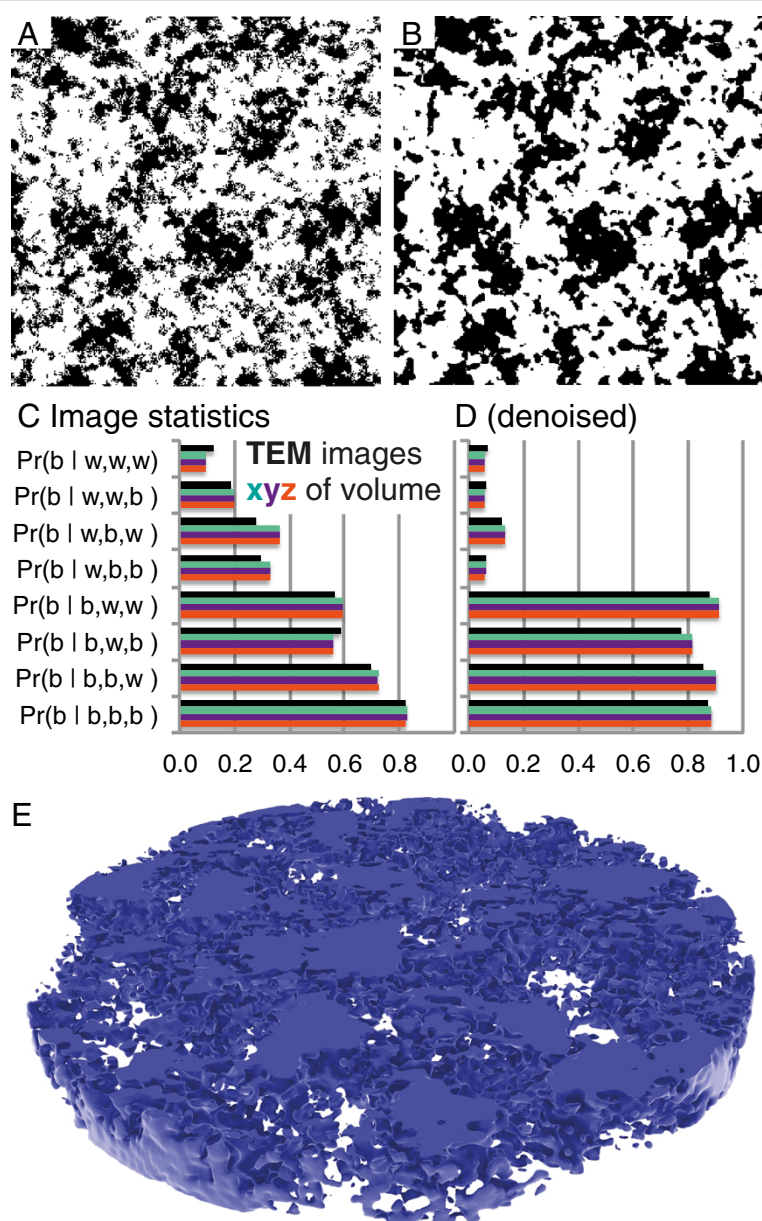 A
B
C Image statistics
D (denoised)
TEM images
xyz of volume
Pr(b | w,w,w)
Pr(b | w,w,b )
Pr(b | w,b,w )
Pr(b | w,b,b )
Pr(b | b,w,w )
Pr(b | b,w,b )
Pr(b | b,b,w )
Pr(b | b,b,b )
0.0 0.2 0.4 0.6 0.8
0.0 0.2 0.4 0.6 0.8 1.0
E